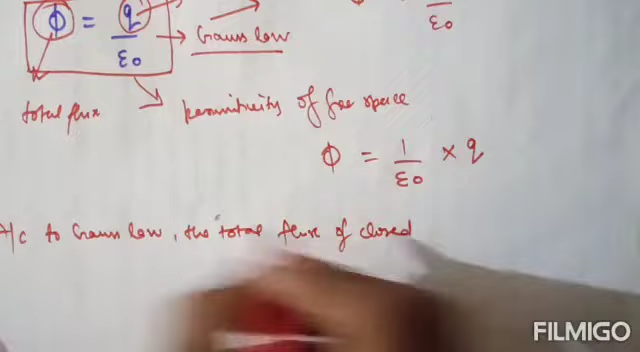 ϕ = q/ε₀ → Gauss law
ε₀
total flux
permittivity of free space
ϕ = 1/ε₀ × q
A/c to Gauss law, the total flux of closed
FILMIGO